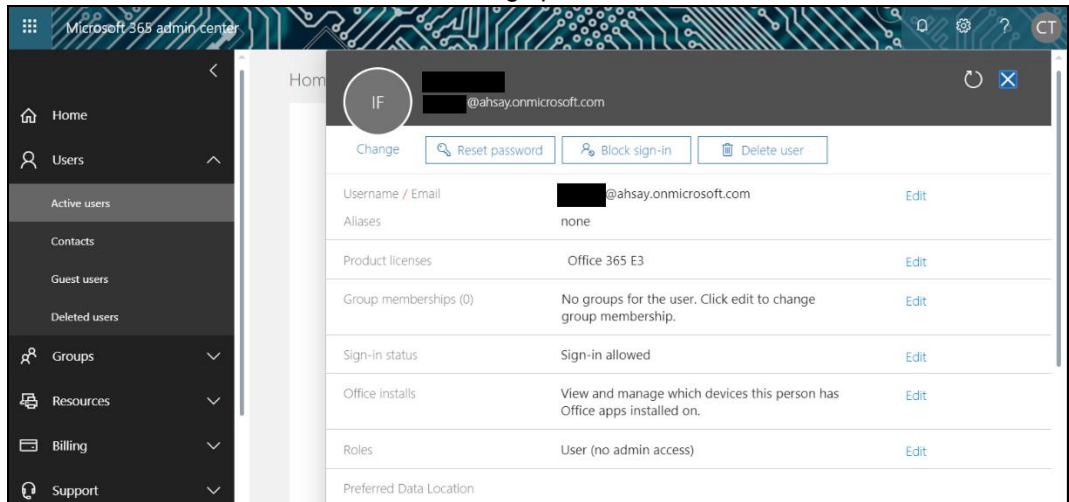 Microsoft 365 admin center
? CT
Hom
IF
@ahsay.onmicrosoft.com
Home
Users
Active users
Contacts
Guest users
Deleted users
Groups
Resources
Billing
Support
Change Reset password Block sign-in Delete user
Username / Email @ahsay.onmicrosoft.com Edit
Aliases none
Product licenses Office 365 E3 Edit
Group memberships (0) No groups for the user. Click edit to change Edit
group membership.
Sign-in status Sign-in allowed Edit
Office installs View and manage which devices this person has Edit
Office apps installed on.
Roles User (no admin access) Edit
Preferred Data Location